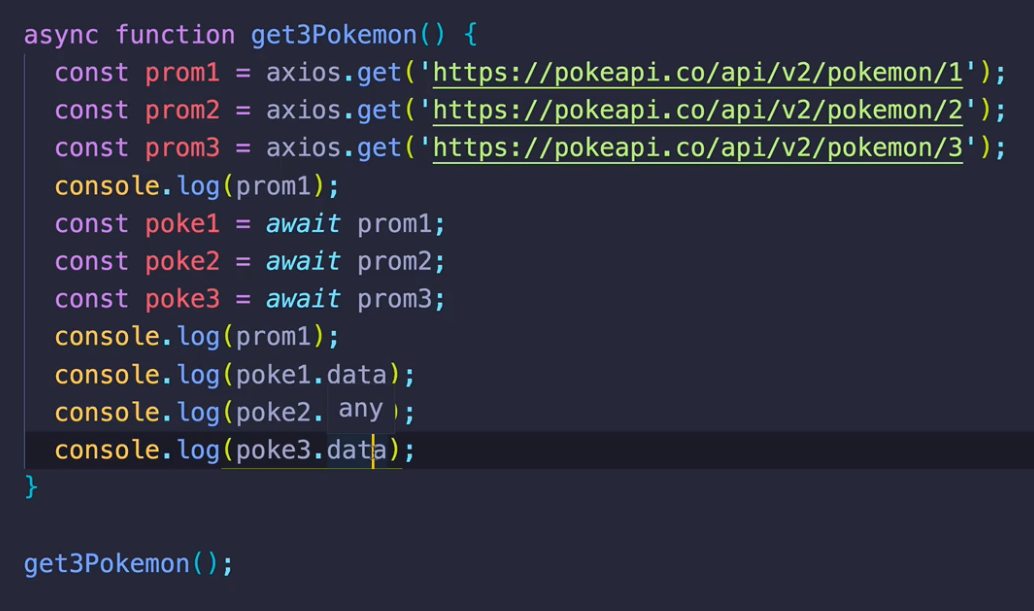 async function get3Pokemon() {
  const prom1 = axios.get('https://pokeapi.co/api/v2/pokemon/1');
  const prom2 = axios.get('https://pokeapi.co/api/v2/pokemon/2');
  const prom3 = axios.get('https://pokeapi.co/api/v2/pokemon/3');
  console.log(prom1);
  const poke1 = await prom1;
  const poke2 = await prom2;
  const poke3 = await prom3;
  console.log(prom1);
  console.log(poke1.data);
  console.log(poke2. any );
  console.log(poke3.data);
}
get3Pokemon();